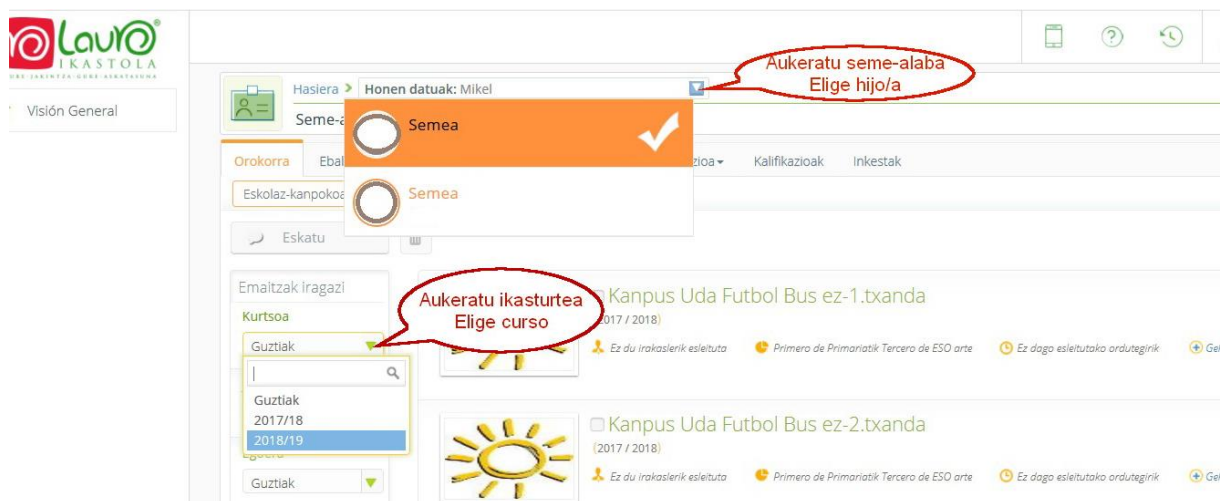 Lauro
IKASTOLA
Visión General
Hasiera > Honen datuak: Mikel
Aukeratu seme-alaba
Elige hijo/a
Seme-a
Semea
Semea
Orokorra Ebal zioa Kalifikazioak Inkestak
Eskolaz-kanpokoa
Eskatu
Emaitzak iragazi
Kurtsoa
Guztiak
Aukeratu ikasturtea
Elige curso
Guztiak
2017/18
2018/19
Guztiak
Kanpus Uda Futbol Bus ez-1.txanda
2017 / 2018)
Ez du irakaslerik esleituta Primero de Primariatik Tercero de ESO arte Ez dago esleitutako ordutegirik Geh
Kanpus Uda Futbol Bus ez-2.txanda
(2017 / 2018)
Ez du irakaslerik esleituta Primero de Primariatik Tercero de ESO arte Ez dago esleitutako ordutegirik Geh